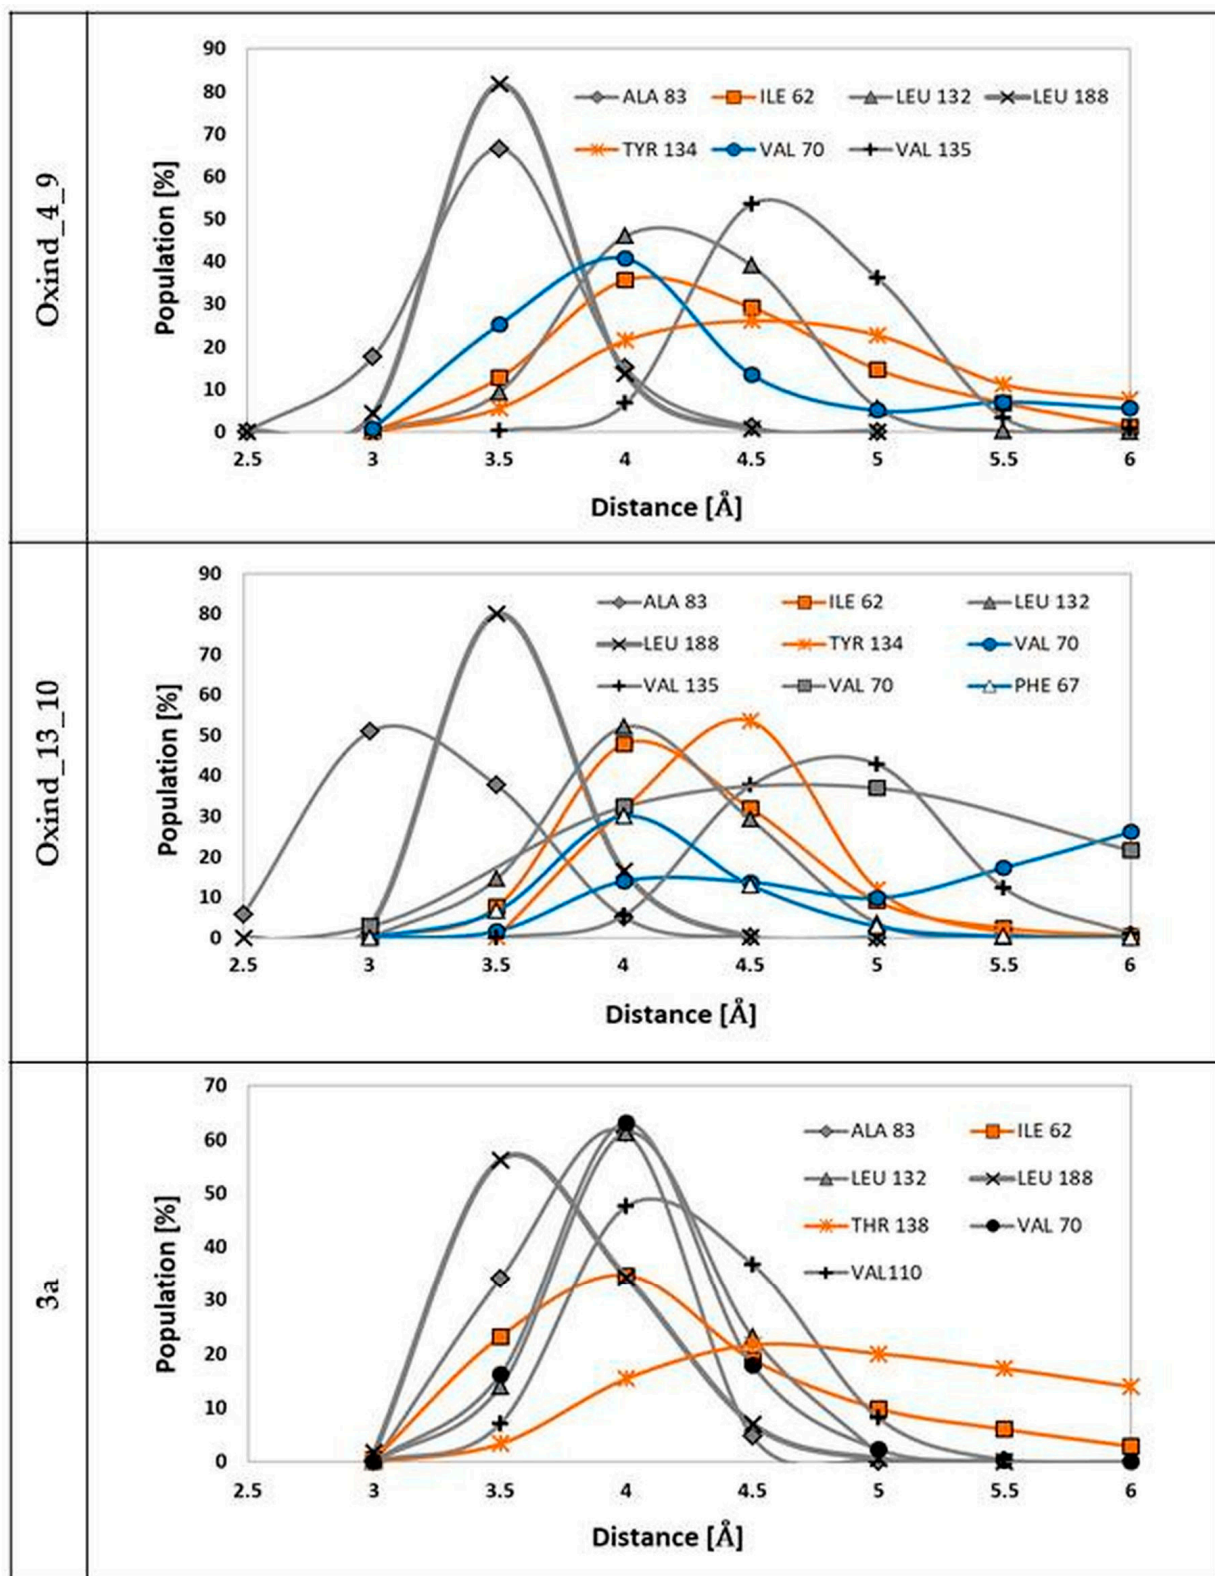 Oxind_4_9
Population [%]
90
80
70
60
50
40
30
20
10
0
ALA 83 ILE 62 LEU 132 LEU 188
TYR 134 VAL 70 VAL 135
2.5 3 3.5 4 4.5 5 5.5 6
Distance [Å]
Oxind_13_10
Population [%]
90
80
70
60
50
40
30
20
10
0
ALA 83 ILE 62 LEU 132
LEU 188 TYR 134 VAL 70
VAL 135 VAL 70 PHE 67
2.5 3 3.5 4 4.5 5 5.5 6
Distance [Å]
3a
Population [%]
70
60
50
40
30
20
10
0
ALA 83 ILE 62
LEU 132 LEU 188
THR 138 VAL 70
VAL110
2.5 3 3.5 4 4.5 5 5.5 6
Distance [Å]